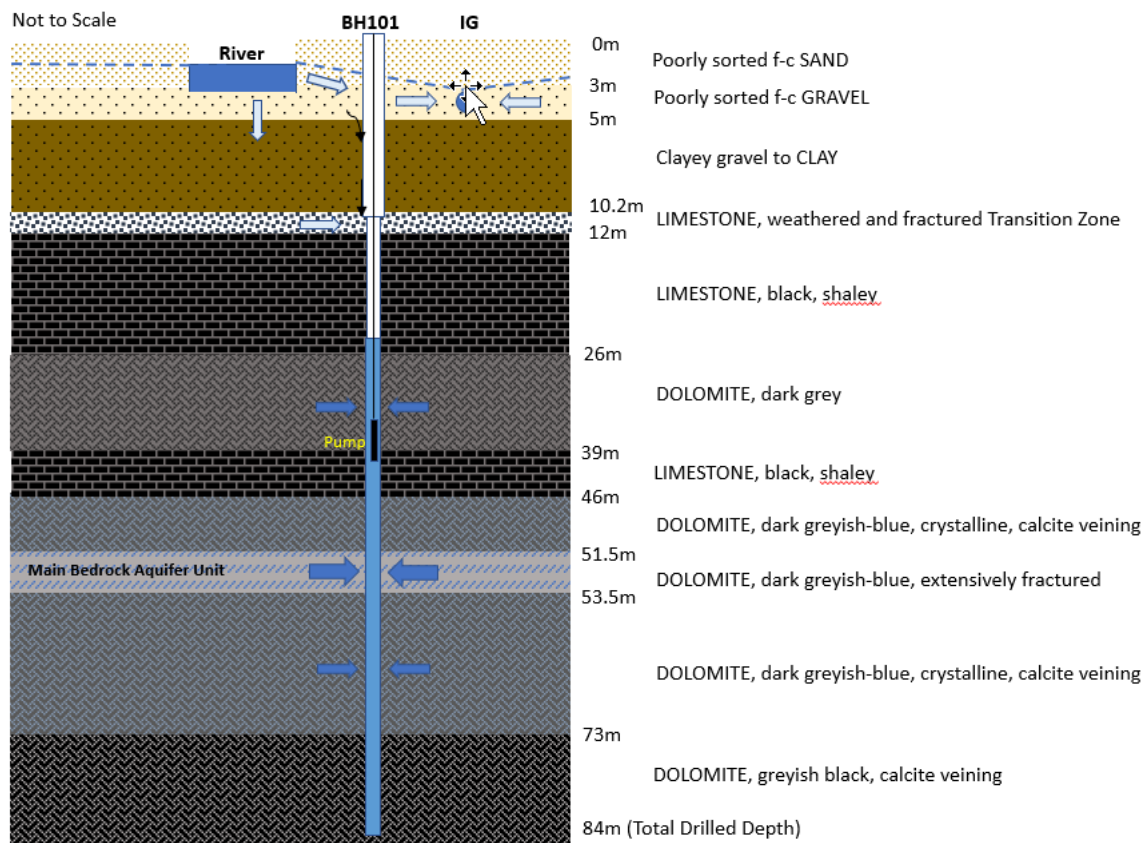 Not to Scale
BH101
IG
River
0m
Poorly sorted f-c SAND
3m
Poorly sorted f-c GRAVEL
5m
Clayey gravel to CLAY
10.2m
LIMESTONE, weathered and fractured Transition Zone
12m
LIMESTONE, black, shaley
26m
DOLOMITE, dark grey
Pump
39m
LIMESTONE, black, shaley
46m
DOLOMITE, dark greyish-blue, crystalline, calcite veining
51.5m
Main Bedrock Aquifer Unit
DOLOMITE, dark greyish-blue, extensively fractured
53.5m
DOLOMITE, dark greyish-blue, crystalline, calcite veining
73m
DOLOMITE, greyish black, calcite veining
84m (Total Drilled Depth)